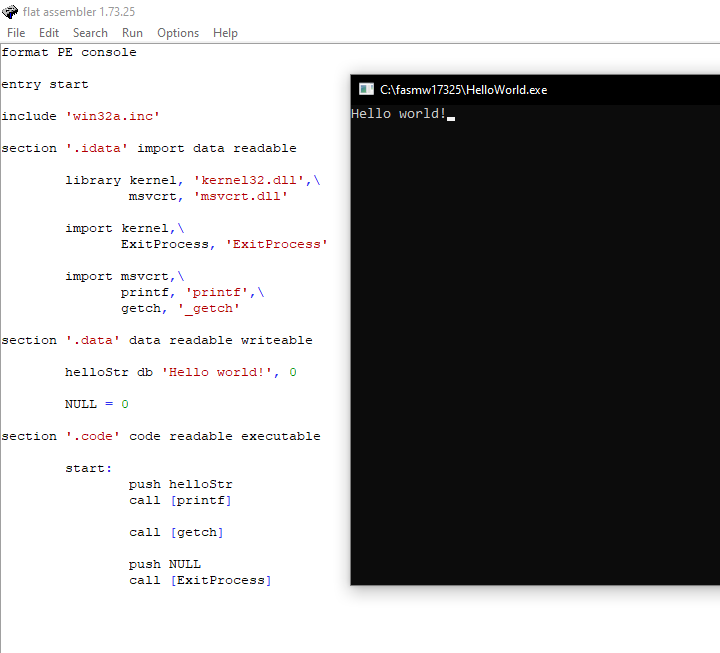 flat assembler 1.73.25
File Edit Search Run Options Help
format PE console
entry start
include 'win32a.inc'
section '.idata' import data readable
library kernel, 'kernel32.dll',\
msvcrt, 'msvcrt.dll'
import kernel,\
ExitProcess, 'ExitProcess'
import msvcrt,\
printf, 'printf',\
getch, '_getch'
section '.data' data readable writeable
helloStr db 'Hello world!', 0
NULL = 0
section '.code' code readable executable
start:
push helloStr
call [printf]
call [getch]
push NULL
call [ExitProcess]
C:\fasmw17325\HelloWorld.exe
Hello world!